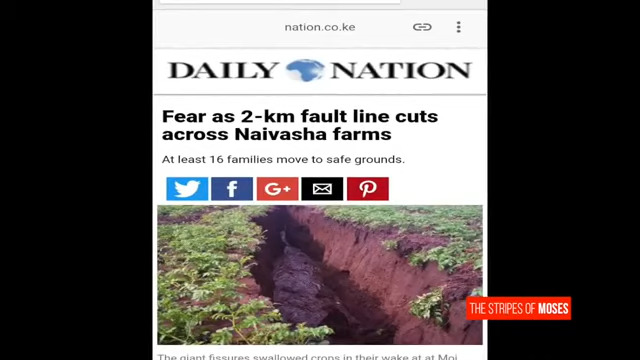 nation.co.ke
DAILY NATION
Fear as 2-km fault line cuts
across Naivasha farms
At least 16 families move to safe grounds.
THE STRIPES OF MOSES
The giant fissures swallowed crops in their wake at at Moi